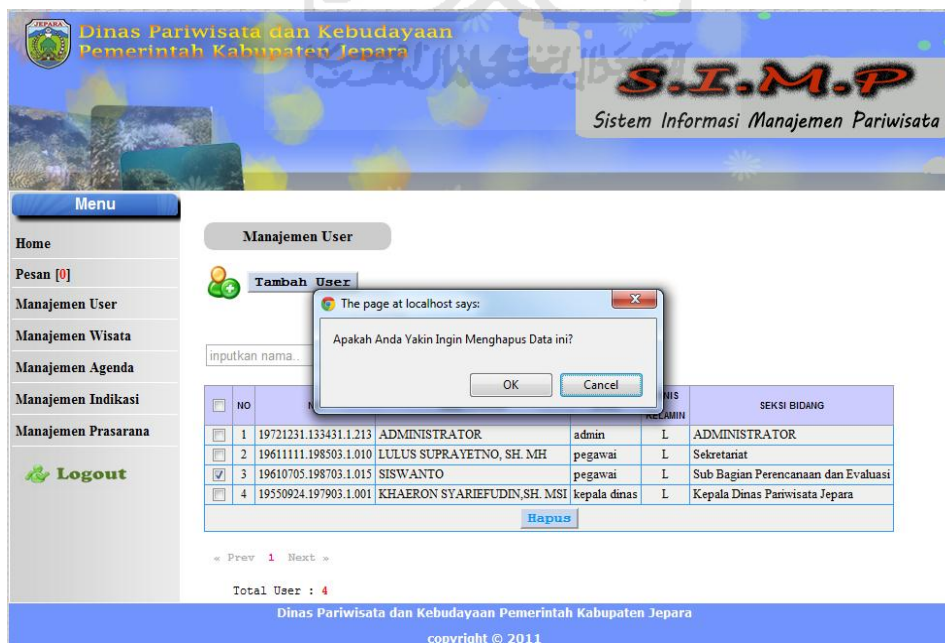 JEPARA
Dinas Pariwisata dan Kebudayaan
Pemerintah Kabupaten Jepara
S.I.M.P
Sistem Informasi Manajemen Pariwisata
Menu
Home
Pesan [0]
Manajemen User
Manajemen Wisata
Manajemen Agenda
Manajemen Indikasi
Manajemen Prasarana
Logout
Manajemen User
Tambah User
The page at localhost says:
Apakah Anda Yakin Ingin Menghapus Data ini?
OK Cancel
inputkan nama..
NO N NIS KELAMIN SEKSI BIDANG
1 19721231.133431.1.213 ADMINISTRATOR admin L ADMINISTRATOR
2 19611111.198503.1.010 LULUS SUPRAYETNO, SH. MH pegawai L Sekretariat
3 19610705.198703.1.015 SISWANTO pegawai L Sub Bagian Perencanaan dan Evaluasi
4 19550924.197903.1.001 KHAERON SYARIEFUDIN,SH. MSI kepala dinas L Kepala Dinas Pariwisata Jepara
Hapus
« Prev 1 Next »
Total User : 4
Dinas Pariwisata dan Kebudayaan Pemerintah Kabupaten Jepara
copyright © 2011